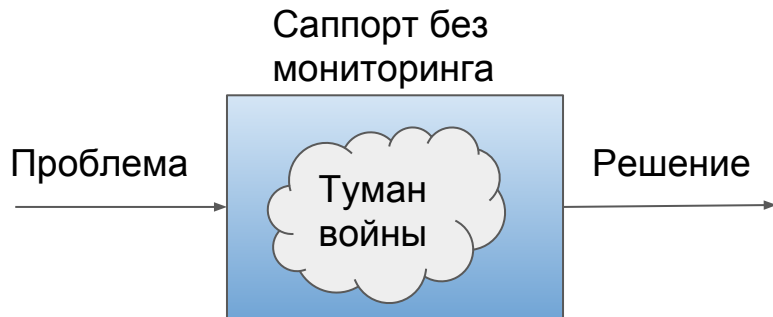 Саппорт без
мониторинга
Проблема
Туман
войны
Решение